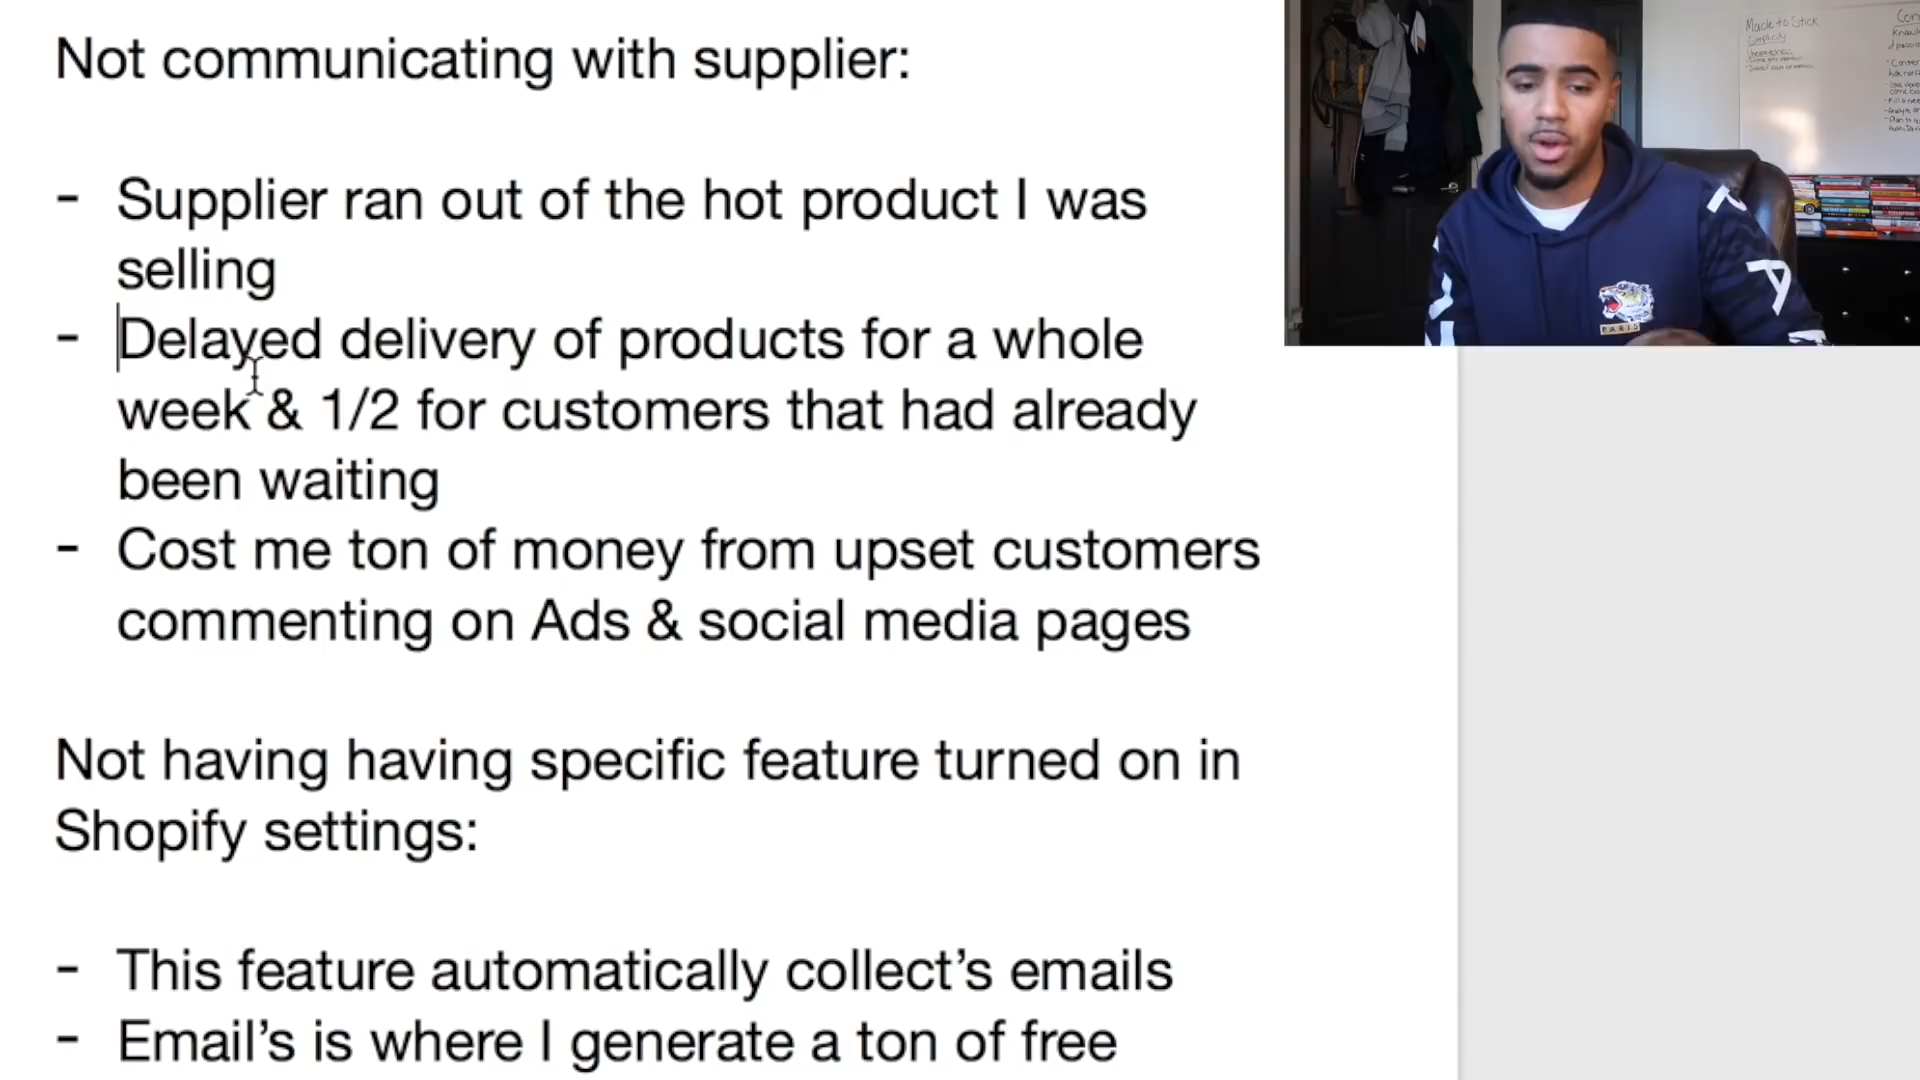 Not communicating with supplier:
- Supplier ran out of the hot product I was
selling
- Delayed delivery of products for a whole
week & 1/2 for customers that had already
been waiting
- Cost me ton of money from upset customers
commenting on Ads & social media pages
Not having having specific feature turned on in
Shopify settings:
- This feature automatically collect’s emails
- Email’s is where I generate a ton of free
Made to Stick
Simplicity
PARIS